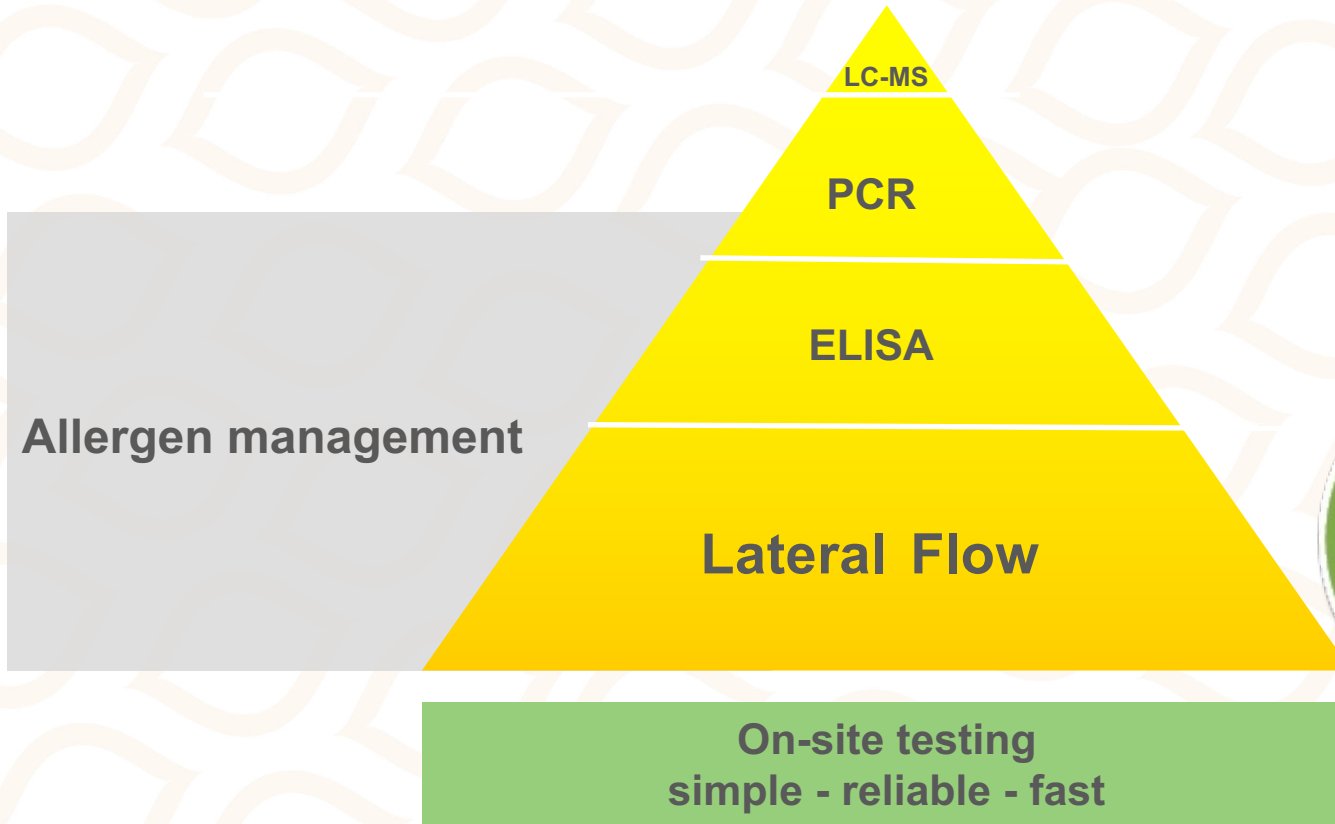 LC-MS
PCR
ELISA
Allergen management
Lateral Flow
On-site testing
simple - reliable - fast